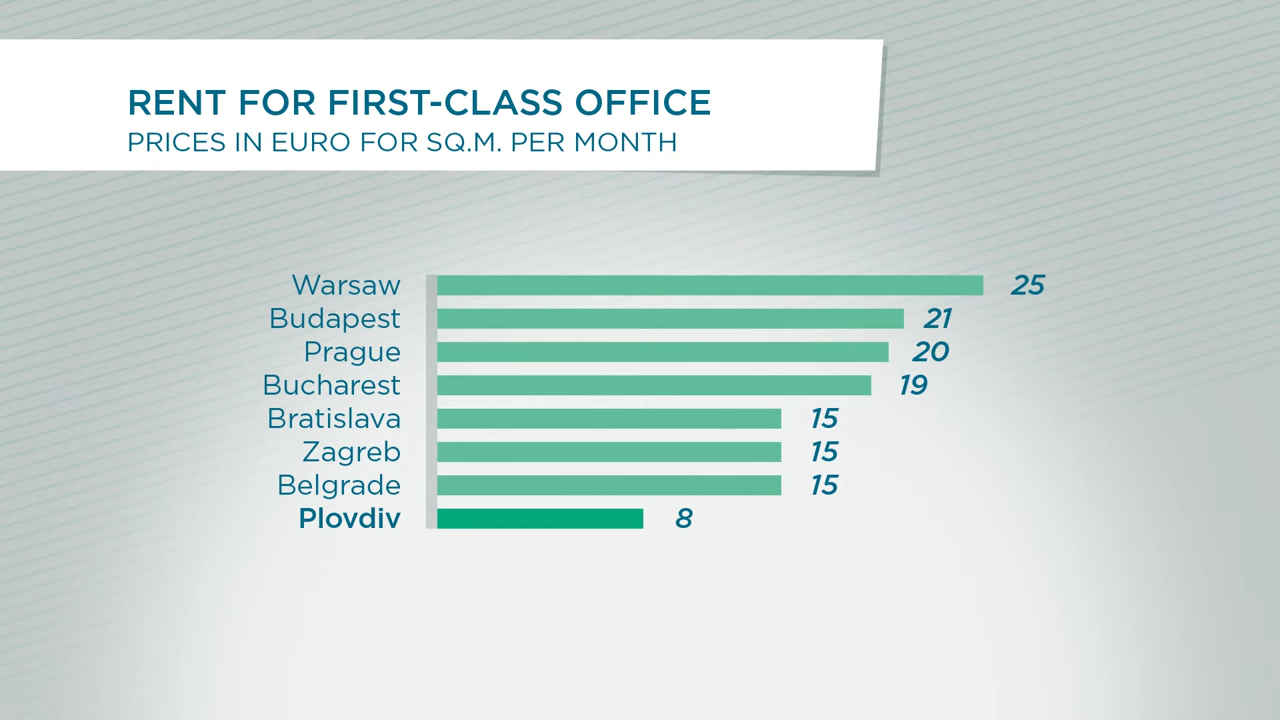 RENT FOR FIRST-CLASS OFFICE
PRICES IN EURO FOR SQ.M. PER MONTH
Warsaw 25
Budapest 21
Prague 20
Bucharest 19
Bratislava 15
Zagreb 15
Belgrade 15
Plovdiv 8